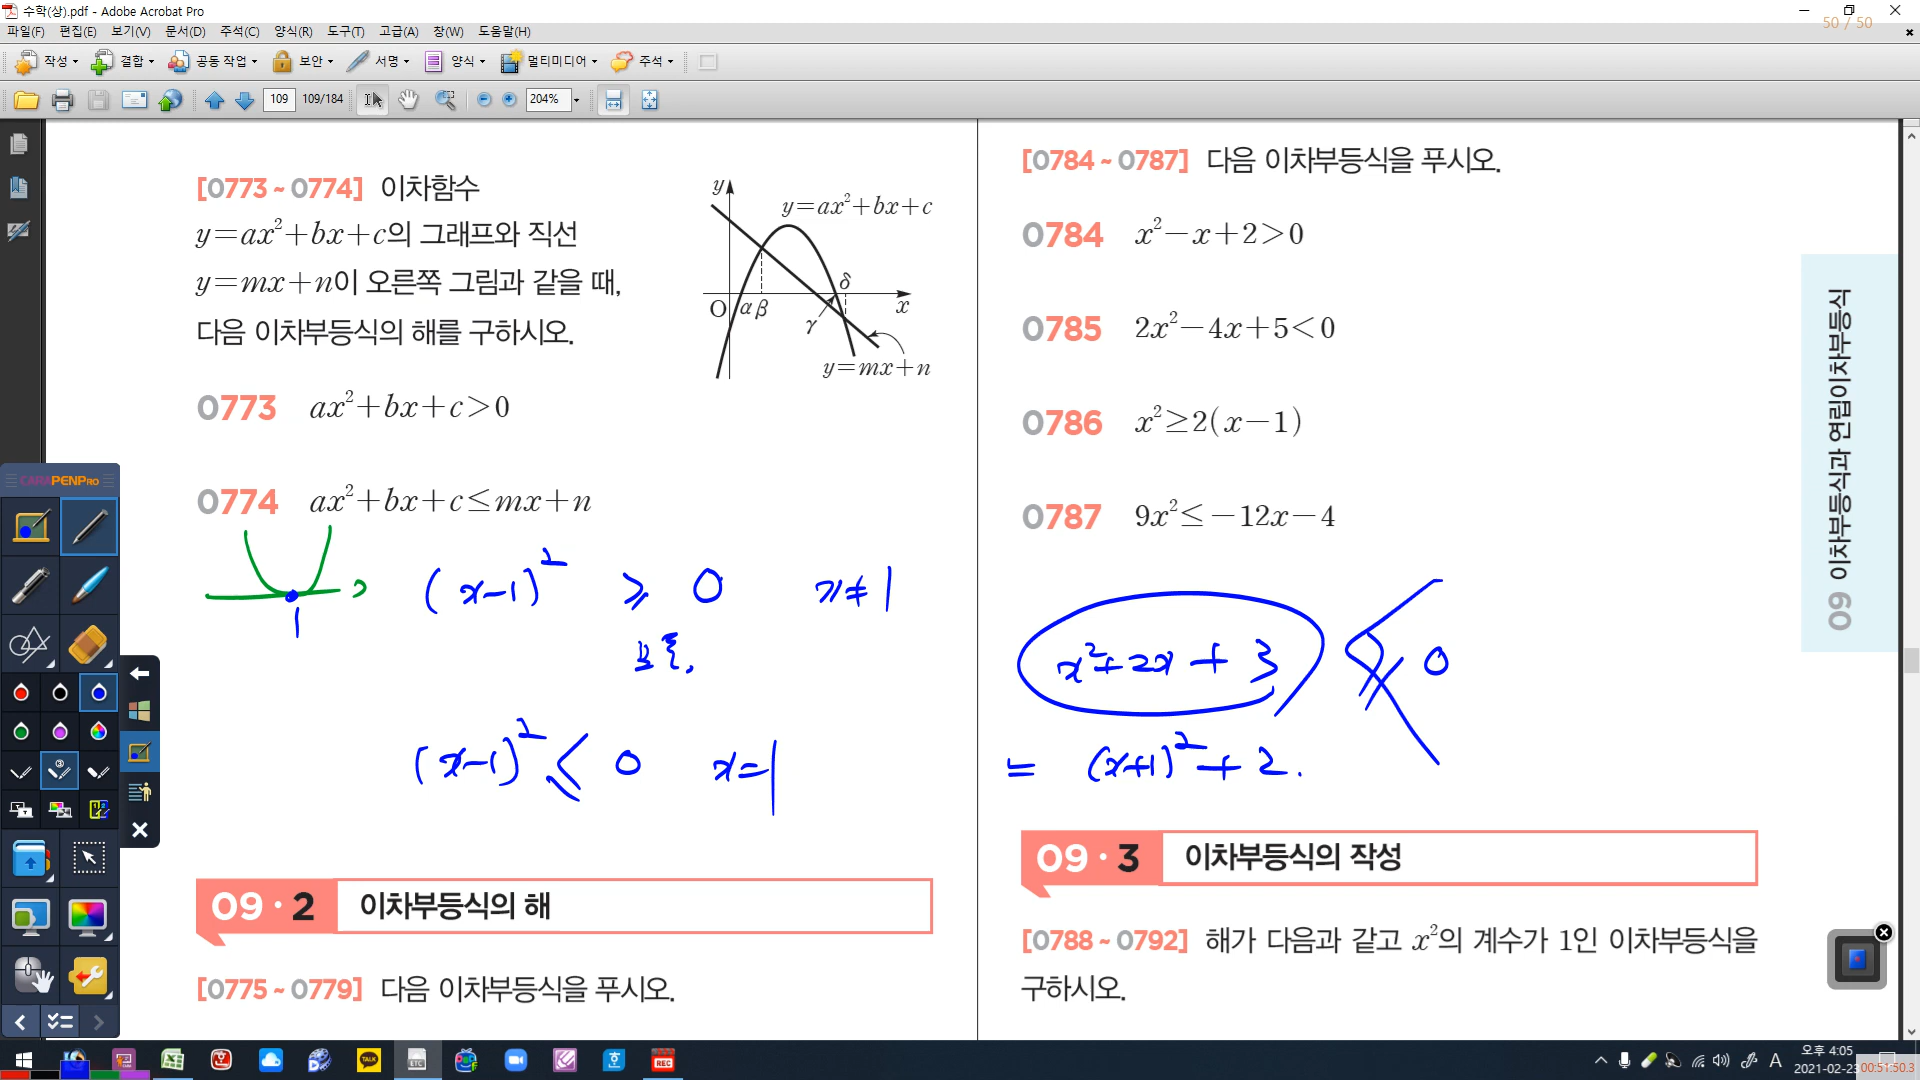 수학(상).pdf - Adobe Acrobat Pro
50 / 50
파일(F) 편집(E) 보기(V) 문서(D) 주석(C) 양식(R) 도구(T) 고급(A) 창(W) 도움말(H)
작성 결합 공동 작업 보안 서명 양식 멀티미디어 주석
109 109/184 204%
[0773 ~ 0774] 이차함수
y=ax²+bx+c의 그래프와 직선
y=mx+n이 오른쪽 그림과 같을 때,
다음 이차부등식의 해를 구하시오.
y
y=ax²+bx+c
δ
O α β γ x
y=mx+n
0773 ax²+bx+c>0
0774 ax²+bx+c≤mx+n
1
(x-1)² ≥ 0 x≠1
(x-1)² ≤ 0 x=1
09·2 이차부등식의 해
[0775 ~ 0779] 다음 이차부등식을 푸시오.
[0784 ~ 0787] 다음 이차부등식을 푸시오.
0784 x²-x+2>0
0785 2x²-4x+5<0
0786 x²≥2(x-1)
0787 9x²≤-12x-4
x²+2x+3 0
= (x+1)²+2.
09·3 이차부등식의 작성
[0788 ~ 0792] 해가 다음과 같고 x²의 계수가 1인 이차부등식을
구하시오.
09 이차부등식과 연립이차부등식
CARAPENPRO
TALK
LTC
REC
A
오후 4:05
2021-02-23
00:51:50.3